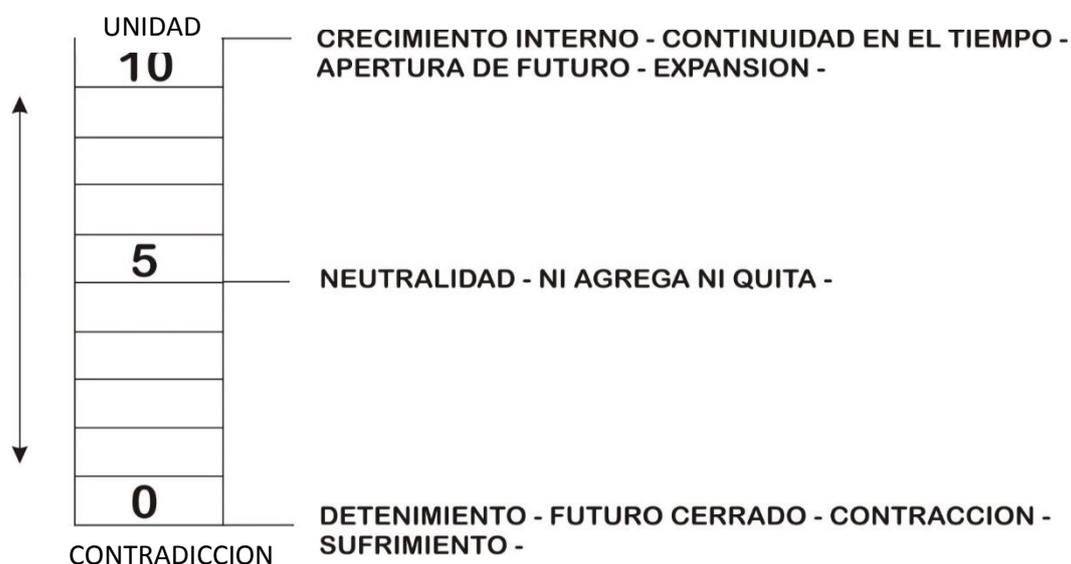 UNIDAD
10
CRECIMIENTO INTERNO - CONTINUIDAD EN EL TIEMPO -
APERTURA DE FUTURO - EXPANSION -
5
NEUTRALIDAD - NI AGREGA NI QUITA -
0
DETENIMIENTO - FUTURO CERRADO - CONTRACCION -
SUFRIMIENTO -
CONTRADICCION